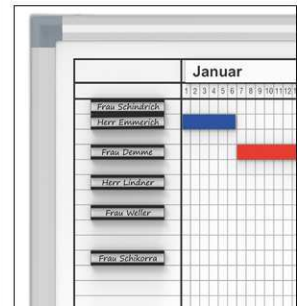 Januar
1 2 3 4 5 6 7 8 9 10 11 12
Frau Schindrich
Herr Emmerich
Frau Demme
Herr Lindner
Frau Weller
Frau Schikorra